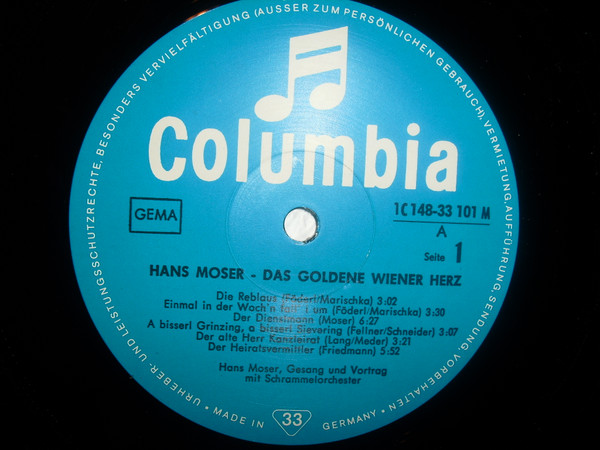 URHEBER- UND LEISTUNGSSCHUTZRECHTE, BESONDERS VERVIELFÄLTIGUNG (AUSSER ZUM PERSÖNLICHEN GEBRAUCH), VERMIETUNG, AUFFÜHRUNG, SENDUNG, VORBEHALTEN •
Columbia
GEMA
1C 148-33 101 M
A
Seite 1
HANS MOSER - DAS GOLDENE WIENER HERZ
Die Reblaus (Föderl/Marischka) 3:02
Einmal in der Woch'n fall' i um (Föderl/Marischka) 3:30
Der Dienstmann (Moser) 6:27
A bisserl Grinzing, a bisserl Sievering (Fellner/Schneider) 3:07
Der alte Herr Kanzleirat (Lang/Meder) 3:21
Der Heiratsvermittler (Friedmann) 5:52
Hans Moser, Gesang und Vortrag
mit Schrammelorchester
• MADE IN 33 GERMANY •